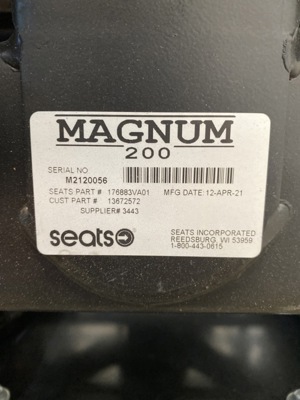 MAGNUM
200
SERIAL NO
M2120056
SEATS PART # 176883VA01 MFG DATE: 12-APR-21
CUST PART # 13672572
SUPPLIER# 3443
seats
SEATS INCORPORATED
REEDSBURG, WI 53959
1-800-443-0615